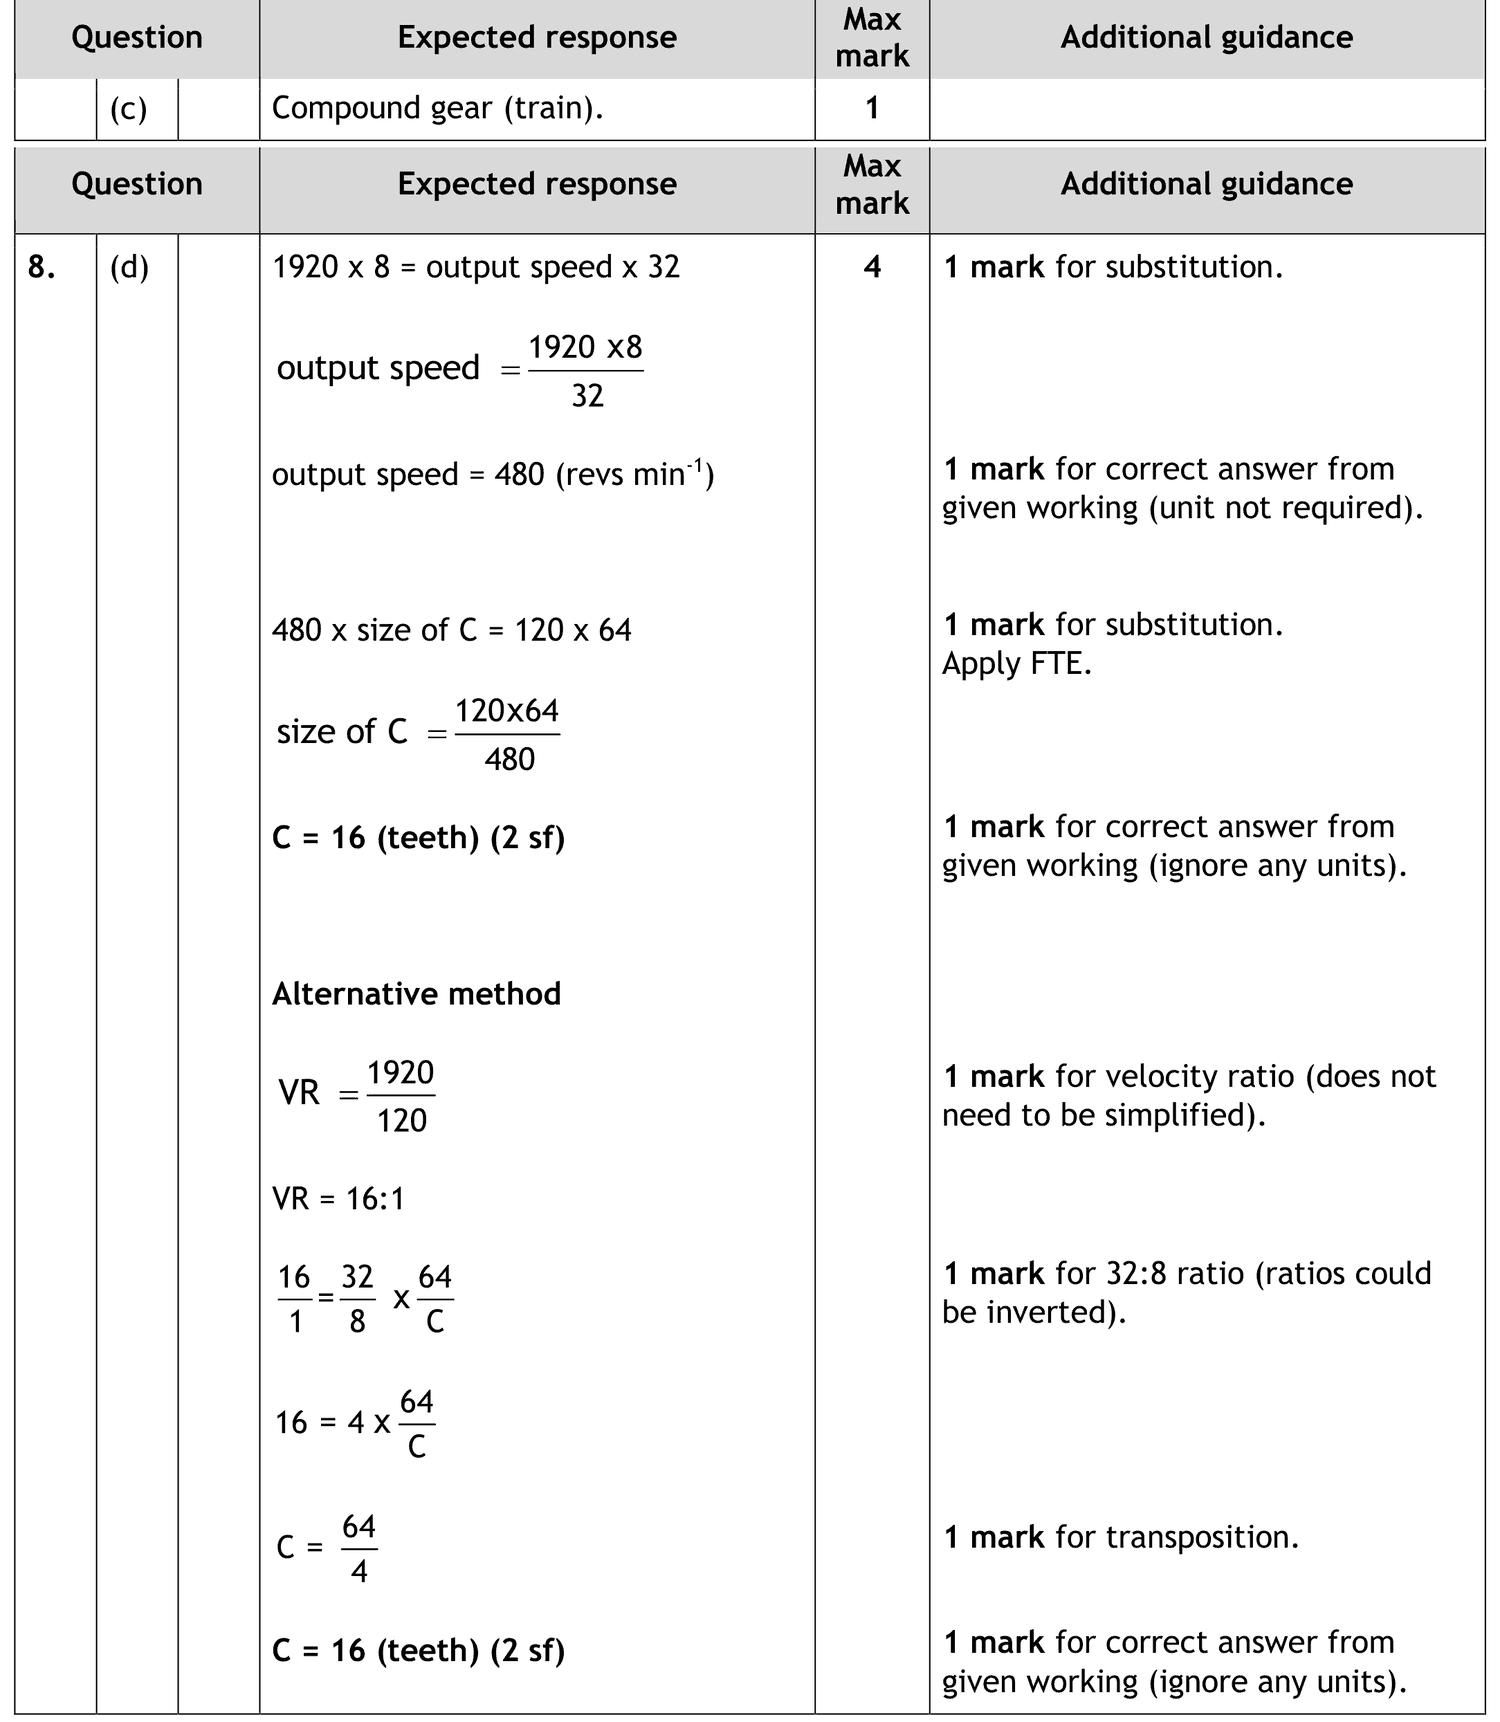 Question Expected response Max mark Additional guidance
(c) Compound gear (train). 1
Question Expected response Max mark Additional guidance
8. (d) 1920 x 8 = output speed x 32 4 1 mark for substitution.
output speed = 1920 x8 / 32
output speed = 480 (revs min⁻¹) 1 mark for correct answer from
given working (unit not required).
480 x size of C = 120 x 64 1 mark for substitution.
Apply FTE.
size of C = 120x64 / 480
C = 16 (teeth) (2 sf) 1 mark for correct answer from
given working (ignore any units).
Alternative method
VR = 1920 / 120 1 mark for velocity ratio (does not
need to be simplified).
VR = 16:1
16 / 1 = 32 / 8 x 64 / C 1 mark for 32:8 ratio (ratios could
be inverted).
16 = 4 x 64 / C
C = 64 / 4 1 mark for transposition.
C = 16 (teeth) (2 sf) 1 mark for correct answer from
given working (ignore any units).